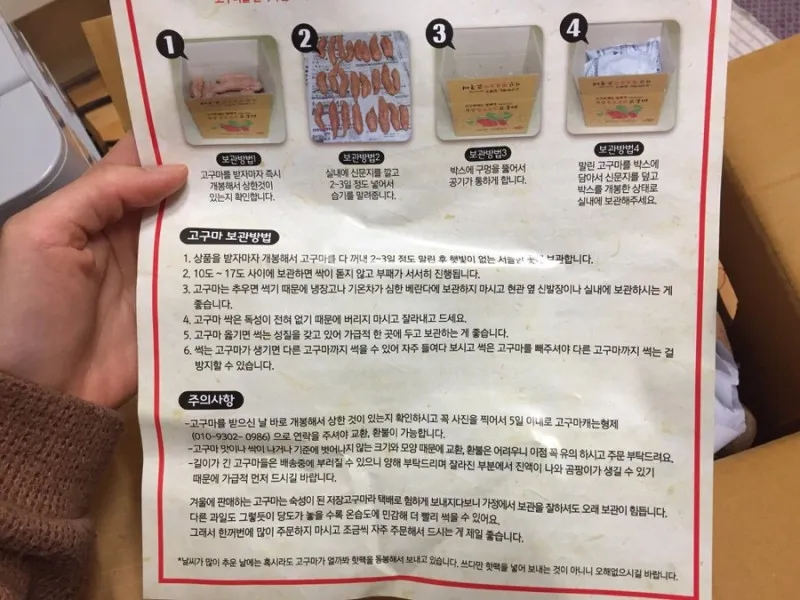 1
2
3
4
보관방법1
보관방법2
보관방법3
보관방법4
고구마를 받자마자 즉시
개봉해서 상한것이
있는지 확인합니다.
실내에 신문지를 깔고
2~3일 정도 넣어서
습기를 말려준니다.
박스에 구멍을 뚫어서
공기가 통하게 합니다.
말린 고구마를 박스에
담아서 신문지를 덮고
박스를 개봉한 상태로
실내에 보관해주세요.
고구마 보관방법
1. 상품을 받자마자 개봉해서 고구마를 다 꺼내 2~3일 정도 말린 후 햇빛이 없는 서늘한 곳에 보관합니다.
2. 10도 ~ 17도 사이에 보관하면 싹이 돋지 않고 부패가 서서히 진행됩니다.
3. 고구마는 추우면 썩기 때문에 냉장고나 기온차가 심한 베란다에 보관하지 마시고 현관 옆 신발장이나 실내에 보관하시는 게
좋습니다.
4. 고구마 싹은 독성이 전혀 없기 때문에 버리지 마시고 잘라내고 드세요.
5. 고구마 옮기면 썩는 성질을 갖고 있어 가급적 한 곳에 두고 보관하는 게 좋습니다.
6. 썩는 고구마가 생기면 다른 고구마까지 썩을 수 있어 자주 들여다 보시고 썩은 고구마를 빼주셔야 다른 고구마까지 썩는 걸
방지할 수 있습니다.
주의사항
-고구마를 받으신 날 바로 개봉해서 상한 것이 있는지 확인하시고 꼭 사진을 찍어서 5일 이내로 고구마캐는형제
(010-9302- 0986) 으로 연락을 주셔야 교환, 환불이 가능합니다.
-고구마 맛이나 싹이 나거나 기준에 벗어나지 않는 크기와 모양 때문에 교환, 환불은 어려우니 이점 꼭 유의 하시고 주문 부탁드려요.
-길이가 긴 고구마들은 배송중에 부러질 수 있으니 양해 부탁드리며 잘라진 부분에서 진액이 나와 곰팡이가 생길 수 있기
때문에 가급적 먼저 드시길 바랍니다.
겨울에 판매하는 고구마는 숙성이 된 저장고구마라 택배로 험하게 보내지다보니 가정에서 보관을 잘하셔도 오래 보관이 힘듭니다.
다른 과일도 그렇듯이 당도가 높을 수록 온습도에 민감해 더 빨리 썩을 수 있어요.
그래서 한꺼번에 많이 주문하지 마시고 조금씩 자주 주문해서 드시는 게 제일 좋습니다.
*날씨가 많이 추운 날에는 혹시라도 고구마가 얼까봐 핫팩을 동봉해서 보내고 있습니다. 쓰다만 핫팩을 넣어 보내는 것이 아니니 오해없으시길 바랍니다.